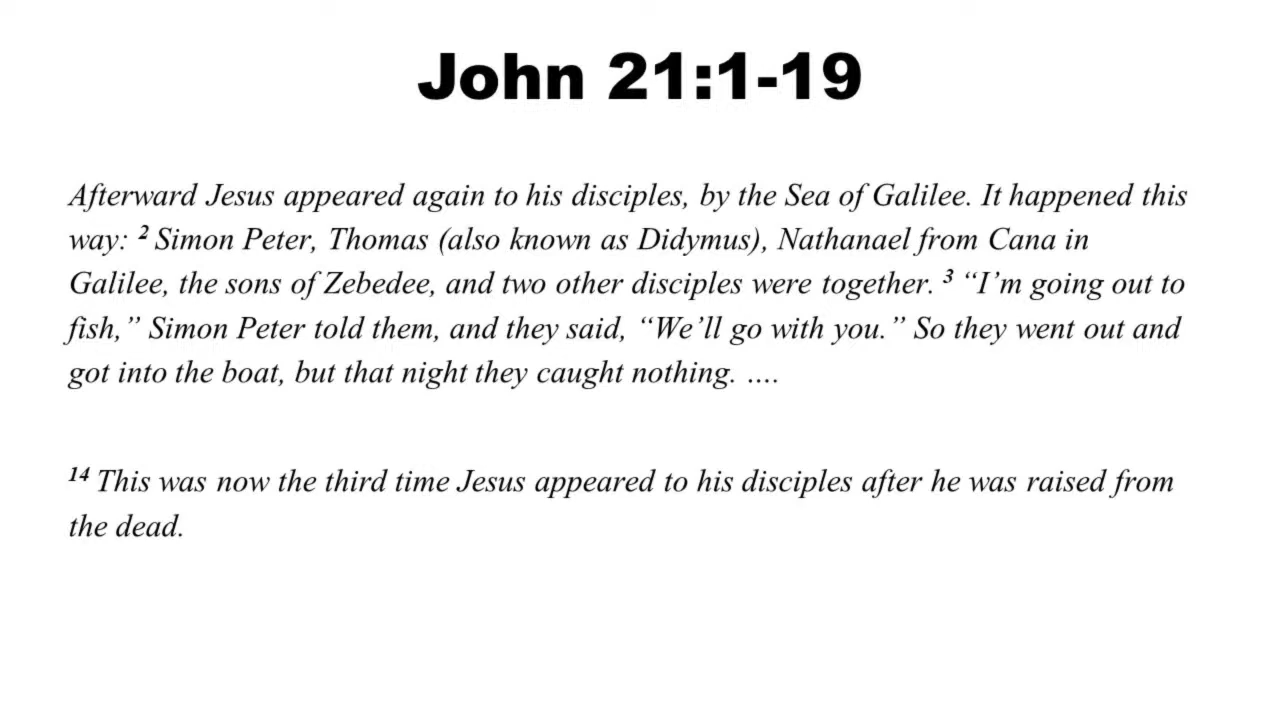 John 21:1-19
Afterward Jesus appeared again to his disciples, by the Sea of Galilee. It happened this
way: 2 Simon Peter, Thomas (also known as Didymus), Nathanael from Cana in
Galilee, the sons of Zebedee, and two other disciples were together. 3 “I’m going out to
fish,” Simon Peter told them, and they said, “We’ll go with you.” So they went out and
got into the boat, but that night they caught nothing. ….
14 This was now the third time Jesus appeared to his disciples after he was raised from
the dead.